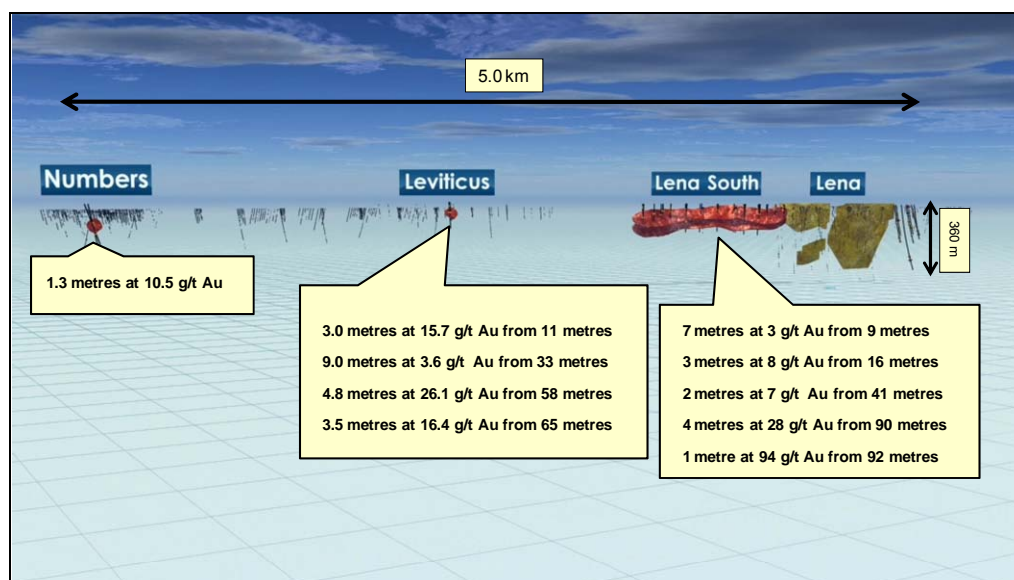 5.0 km
Numbers
Leviticus
Lena South
Lena
360 m
1.3 metres at 10.5 g/t Au
3.0 metres at 15.7 g/t Au from 11 metres
9.0 metres at 3.6 g/t Au from 33 metres
4.8 metres at 26.1 g/t Au from 58 metres
3.5 metres at 16.4 g/t Au from 65 metres
7 metres at 3 g/t Au from 9 metres
3 metres at 8 g/t Au from 16 metres
2 metres at 7 g/t Au from 41 metres
4 metres at 28 g/t Au from 90 metres
1 metre at 94 g/t Au from 92 metres